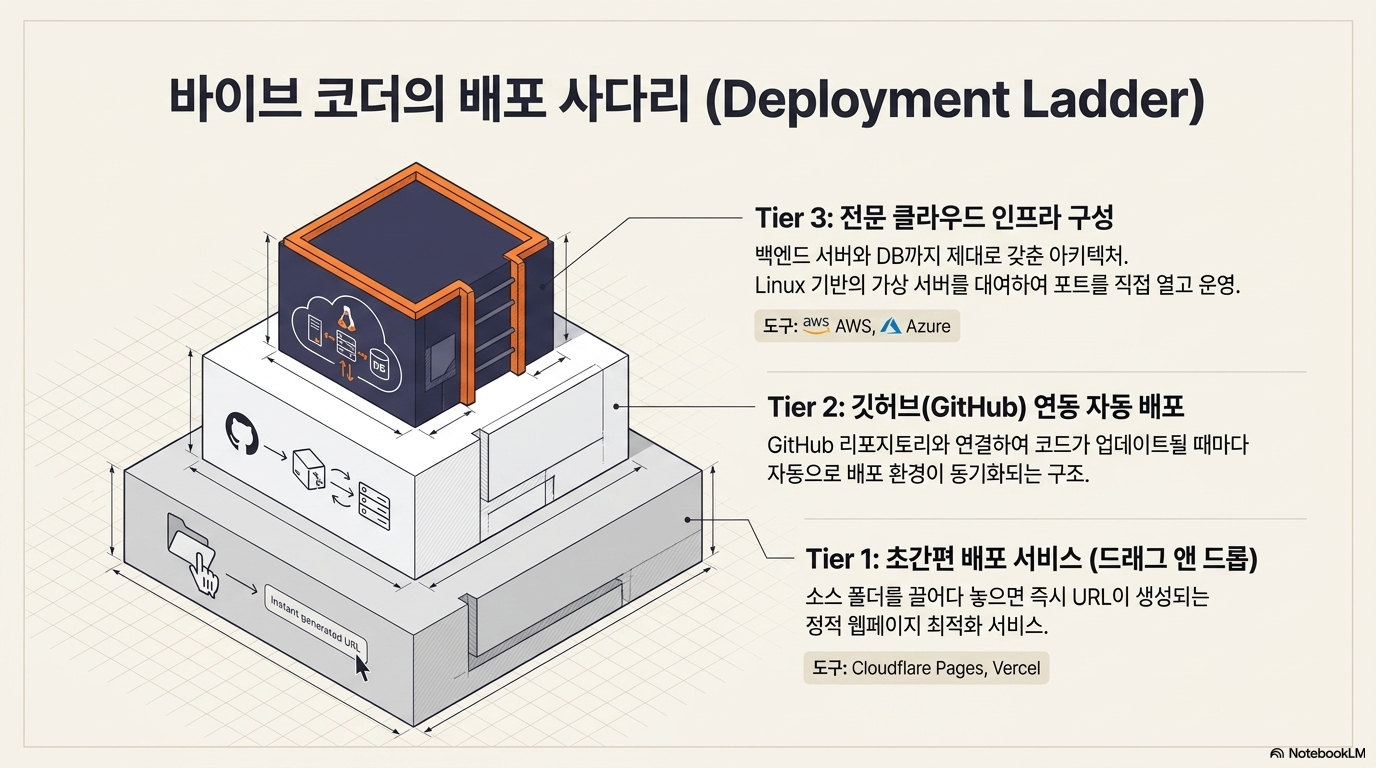 바이브 코더의 배포 사다리 (Deployment Ladder)
Tier 3: 전문 클라우드 인프라 구성
백엔드 서버와 DB까지 제대로 갖춘 아키텍처.
Linux 기반의 가상 서버를 대여하여 포트를 직접 열고 운영.
도구: aws AWS, Azure
DB
Tier 2: 깃허브(GitHub) 연동 자동 배포
GitHub 리포지토리와 연결하여 코드가 업데이트될 때마다
자동으로 배포 환경이 동기화되는 구조.
Tier 1: 초간편 배포 서비스 (드래그 앤 드롭)
소스 폴더를 끌어다 놓으면 즉시 URL이 생성되는
정적 웹페이지 최적화 서비스.
도구: Cloudflare Pages, Vercel
Instant generated URL
NotebookLM